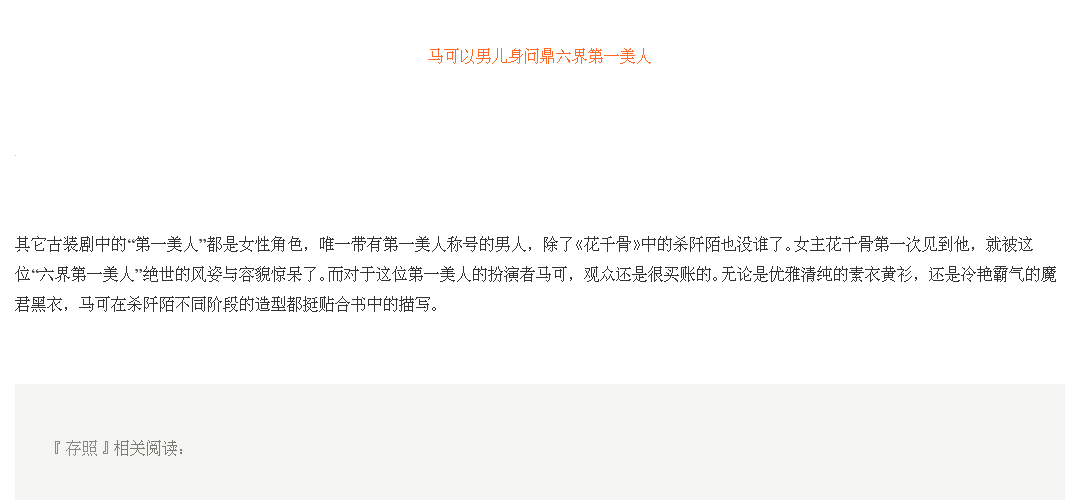 马可以男儿身问鼎六界第一美人
其它古装剧中的“第一美人”都是女性角色，唯一带有第一美人称号的男人，除了《花千骨》中的杀阡陌也没谁了。女主花千骨第一次见到他，就被这
位“六界第一美人”绝世的风姿与容貌惊呆了。而对于这位第一美人的扮演者马可，观众还是很买账的。无论是优雅清纯的素衣黄衫，还是冷艳霸气的魔
君黑衣，马可在杀阡陌不同阶段的造型都挺贴合书中的描写。
『存照』相关阅读：